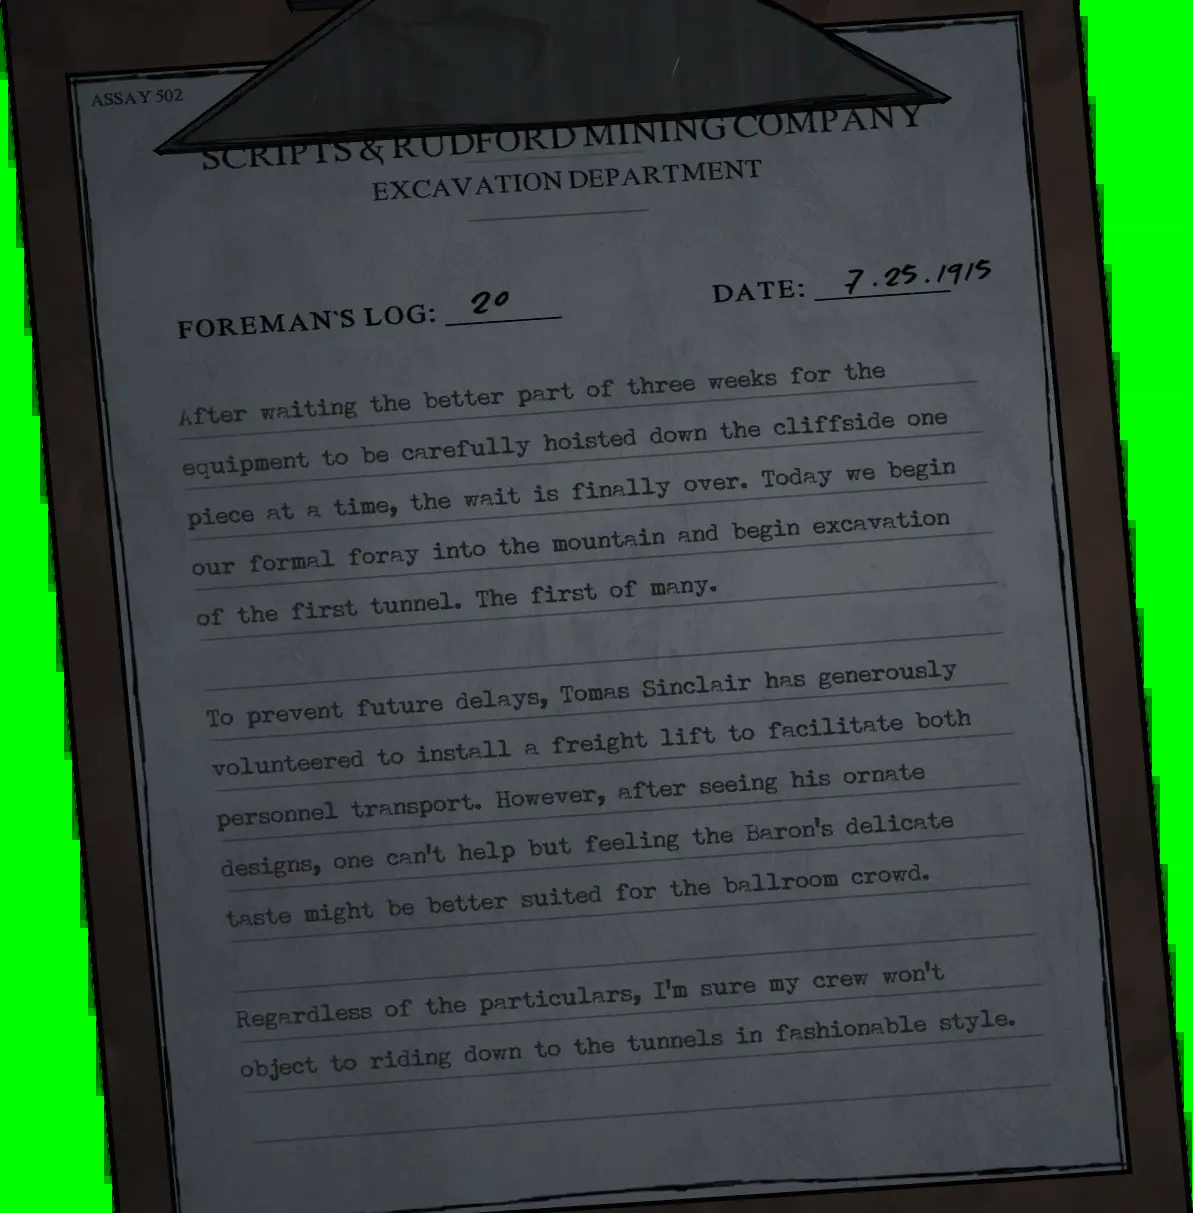 ASSAY 502
SCRIPTS & RUDFORD MINING COMPANY
EXCAVATION DEPARTMENT
FOREMAN'S LOG: 20
DATE: 7.25.1915
After waiting the better part of three weeks for the
equipment to be carefully hoisted down the cliffside one
piece at a time, the wait is finally over. Today we begin
our formal foray into the mountain and begin excavation
of the first tunnel. The first of many.
To prevent future delays, Tomas Sinclair has generously
volunteered to install a freight lift to facilitate both
personnel transport. However, after seeing his ornate
designs, one can't help but feeling the Baron's delicate
taste might be better suited for the ballroom crowd.
Regardless of the particulars, I'm sure my crew won't
object to riding down to the tunnels in fashionable style.